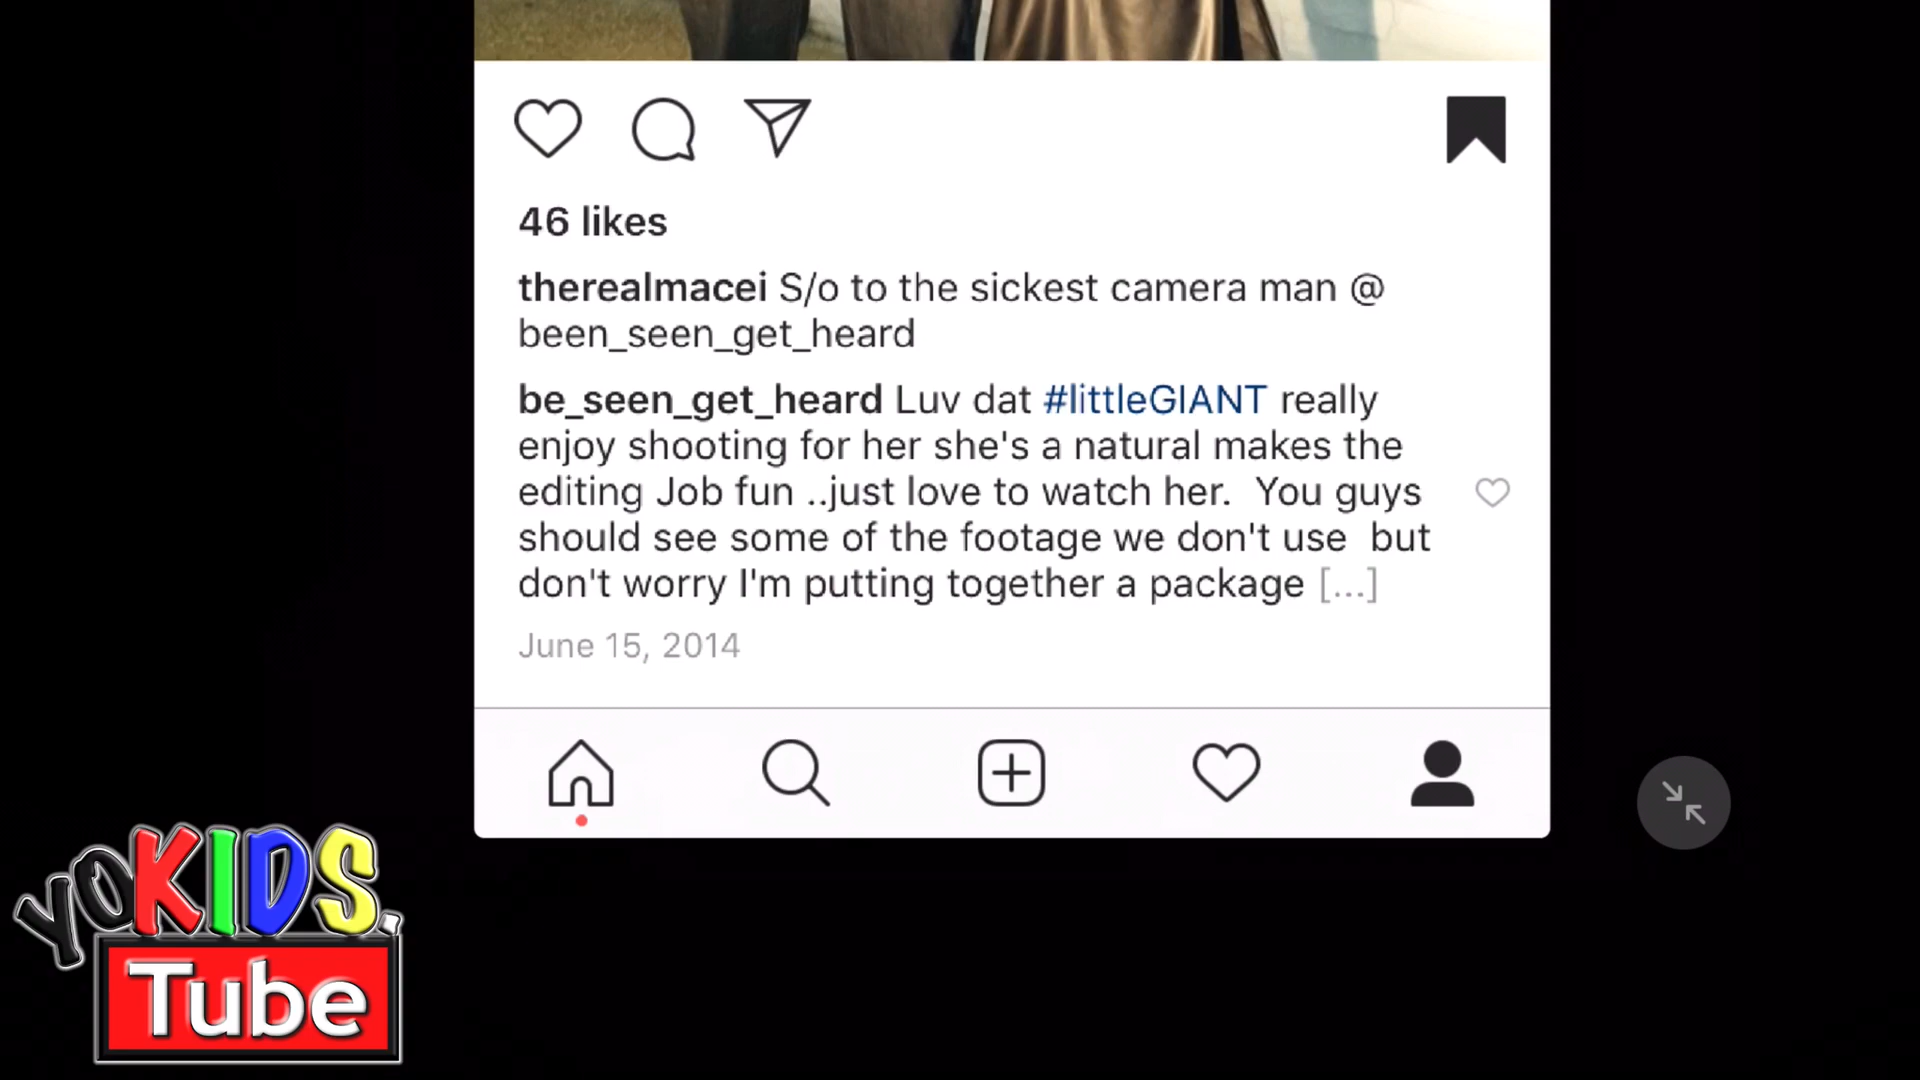 46 likes
therealmacei S/o to the sickest camera man @
been_seen_get_heard
be_seen_get_heard Luv dat #littleGIANT really
enjoy shooting for her she's a natural makes the
editing Job fun ..just love to watch her.  You guys
should see some of the footage we don't use  but
don't worry I'm putting together a package [...]
June 15, 2014
YOKIDS.
Tube